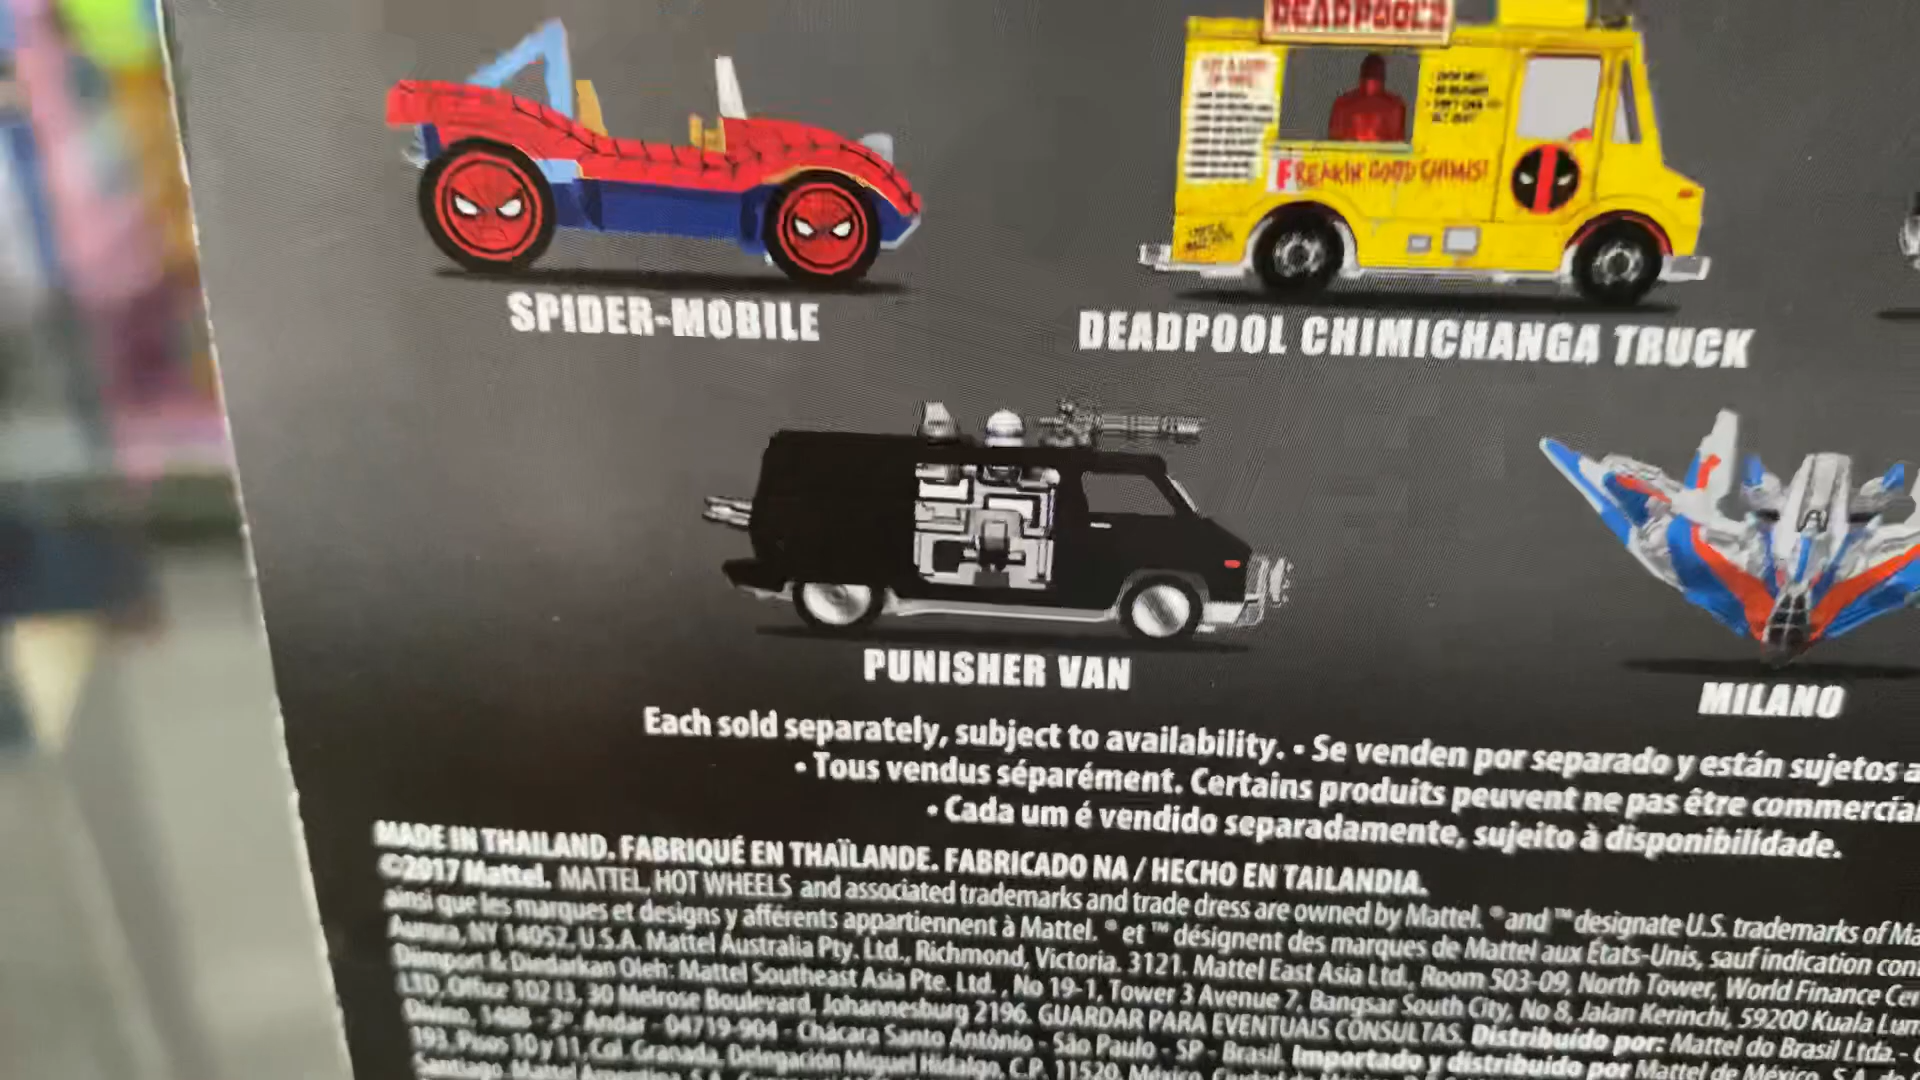 DEADPOOL'S
FREAKIN' GOOD CHIMIS!
SPIDER-MOBILE
DEADPOOL CHIMICHANGA TRUCK
PUNISHER VAN
MILANO
Each sold separately, subject to availability. • Se venden por separado y están sujetos a
• Tous vendus séparément. Certains produits peuvent ne pas être commercial
• Cada um é vendido separadamente, sujeito à disponibilidade.
MADE IN THAILAND. FABRIQUÉ EN THAÏLANDE. FABRICADO NA / HECHO EN TAILANDIA.
©2017 Mattel. MATTEL, HOT WHEELS and associated trademarks and trade dress are owned by Mattel. ® and ™ designate U.S. trademarks of Ma
ainsi que les marques et designs y afférents appartiennent à Mattel. ® et ™ désignent des marques de Mattel aux États-Unis, sauf indication con
Aurora, NY 14052, U.S.A. Mattel Australia Pty. Ltd., Richmond, Victoria. 3121. Mattel East Asia Ltd., Room 503-09, North Tower, World Finance Cen
Diimport & Diedarkan Oleh: Mattel Southeast Asia Pte. Ltd. , No 19-1, Tower 3 Avenue 7, Bangsar South City, No 8, Jalan Kerinchi, 59200 Kuala Lum
LTD, Office 102 I3, 30 Melrose Boulevard, Johannesburg 2196. GUARDAR PARA EVENTUAIS CONSULTAS. Distribuído por: Mattel do Brasil Ltda.- C
Divino, 1488 - 2º. Andar - 04719-904 - Chácara Santo Antônio - São Paulo - SP - Brasil. Importado y distribuido por Mattel de México, S.A. de
193, Pisos 10 y 11, Col. Granada, Delegación Miguel Hidalgo, C.P. 11520, México,
Santiago. Mattel Argentina, S.A.,